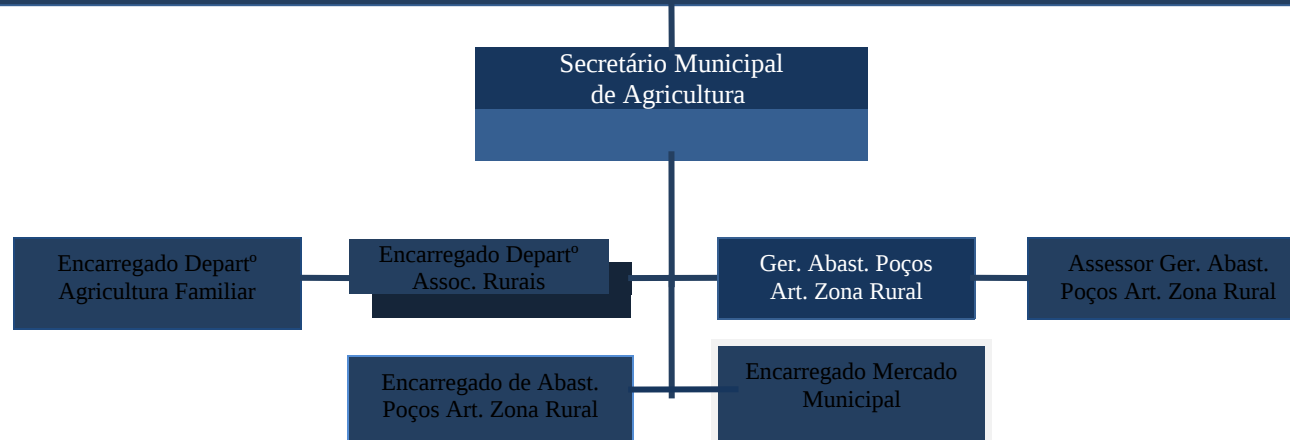 Secretário Municipal
de Agricultura
Encarregado Departº
Agricultura Familiar
Encarregado Departº
Assoc. Rurais
Ger. Abast. Poços
Art. Zona Rural
Assessor Ger. Abast.
Poços Art. Zona Rural
Encarregado de Abast.
Poços Art. Zona Rural
Encarregado Mercado
Municipal